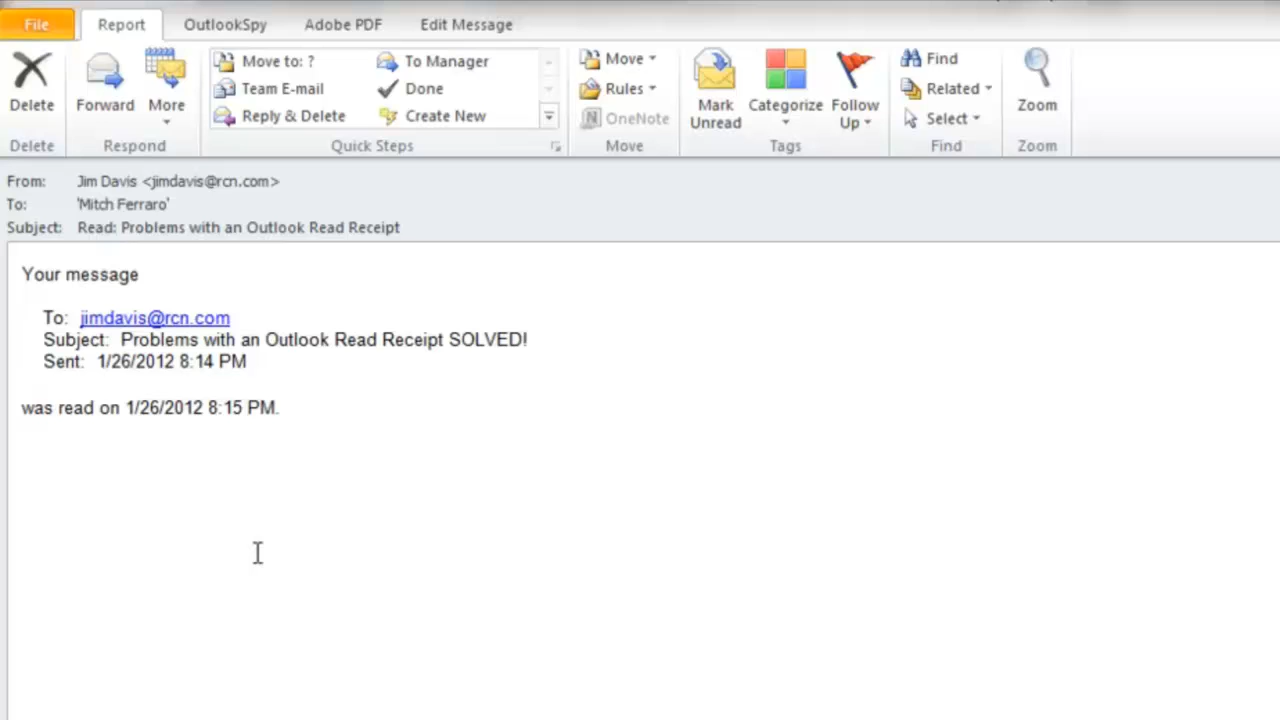 File Report OutlookSpy Adobe PDF Edit Message
Move to: ? To Manager Move Find
Team E-mail Done Rules Related
Delete Forward More Mark Unread Categorize Follow Up Zoom
Reply & Delete Create New OneNote Select
Delete Respond Quick Steps Move Tags Find Zoom
From: Jim Davis <jimdavis@rcn.com>
To: 'Mitch Ferraro'
Subject: Read: Problems with an Outlook Read Receipt
Your message
To: jimdavis@rcn.com
Subject: Problems with an Outlook Read Receipt SOLVED!
Sent: 1/26/2012 8:14 PM
was read on 1/26/2012 8:15 PM.